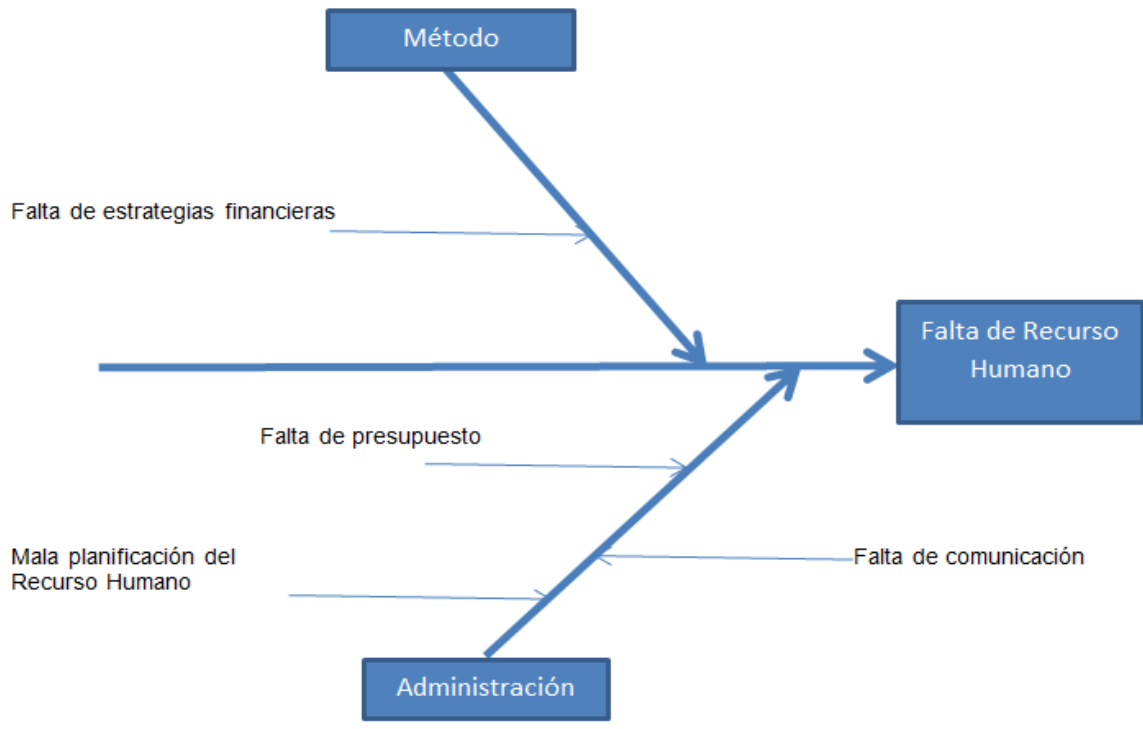 Método
Falta de estrategias financieras
Falta de Recurso
Humano
Falta de presupuesto
Mala planificación del
Recurso Humano
Falta de comunicación
Administración